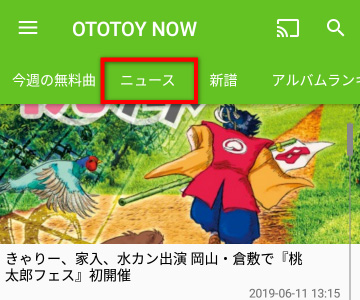 OTOTOY NOW
今週の無料曲 ニュース 新譜 アルバムラン
きゃりー、家入、水カン出演 岡山・倉敷で『桃
太郎フェス』初開催
2019-06-11 13:15